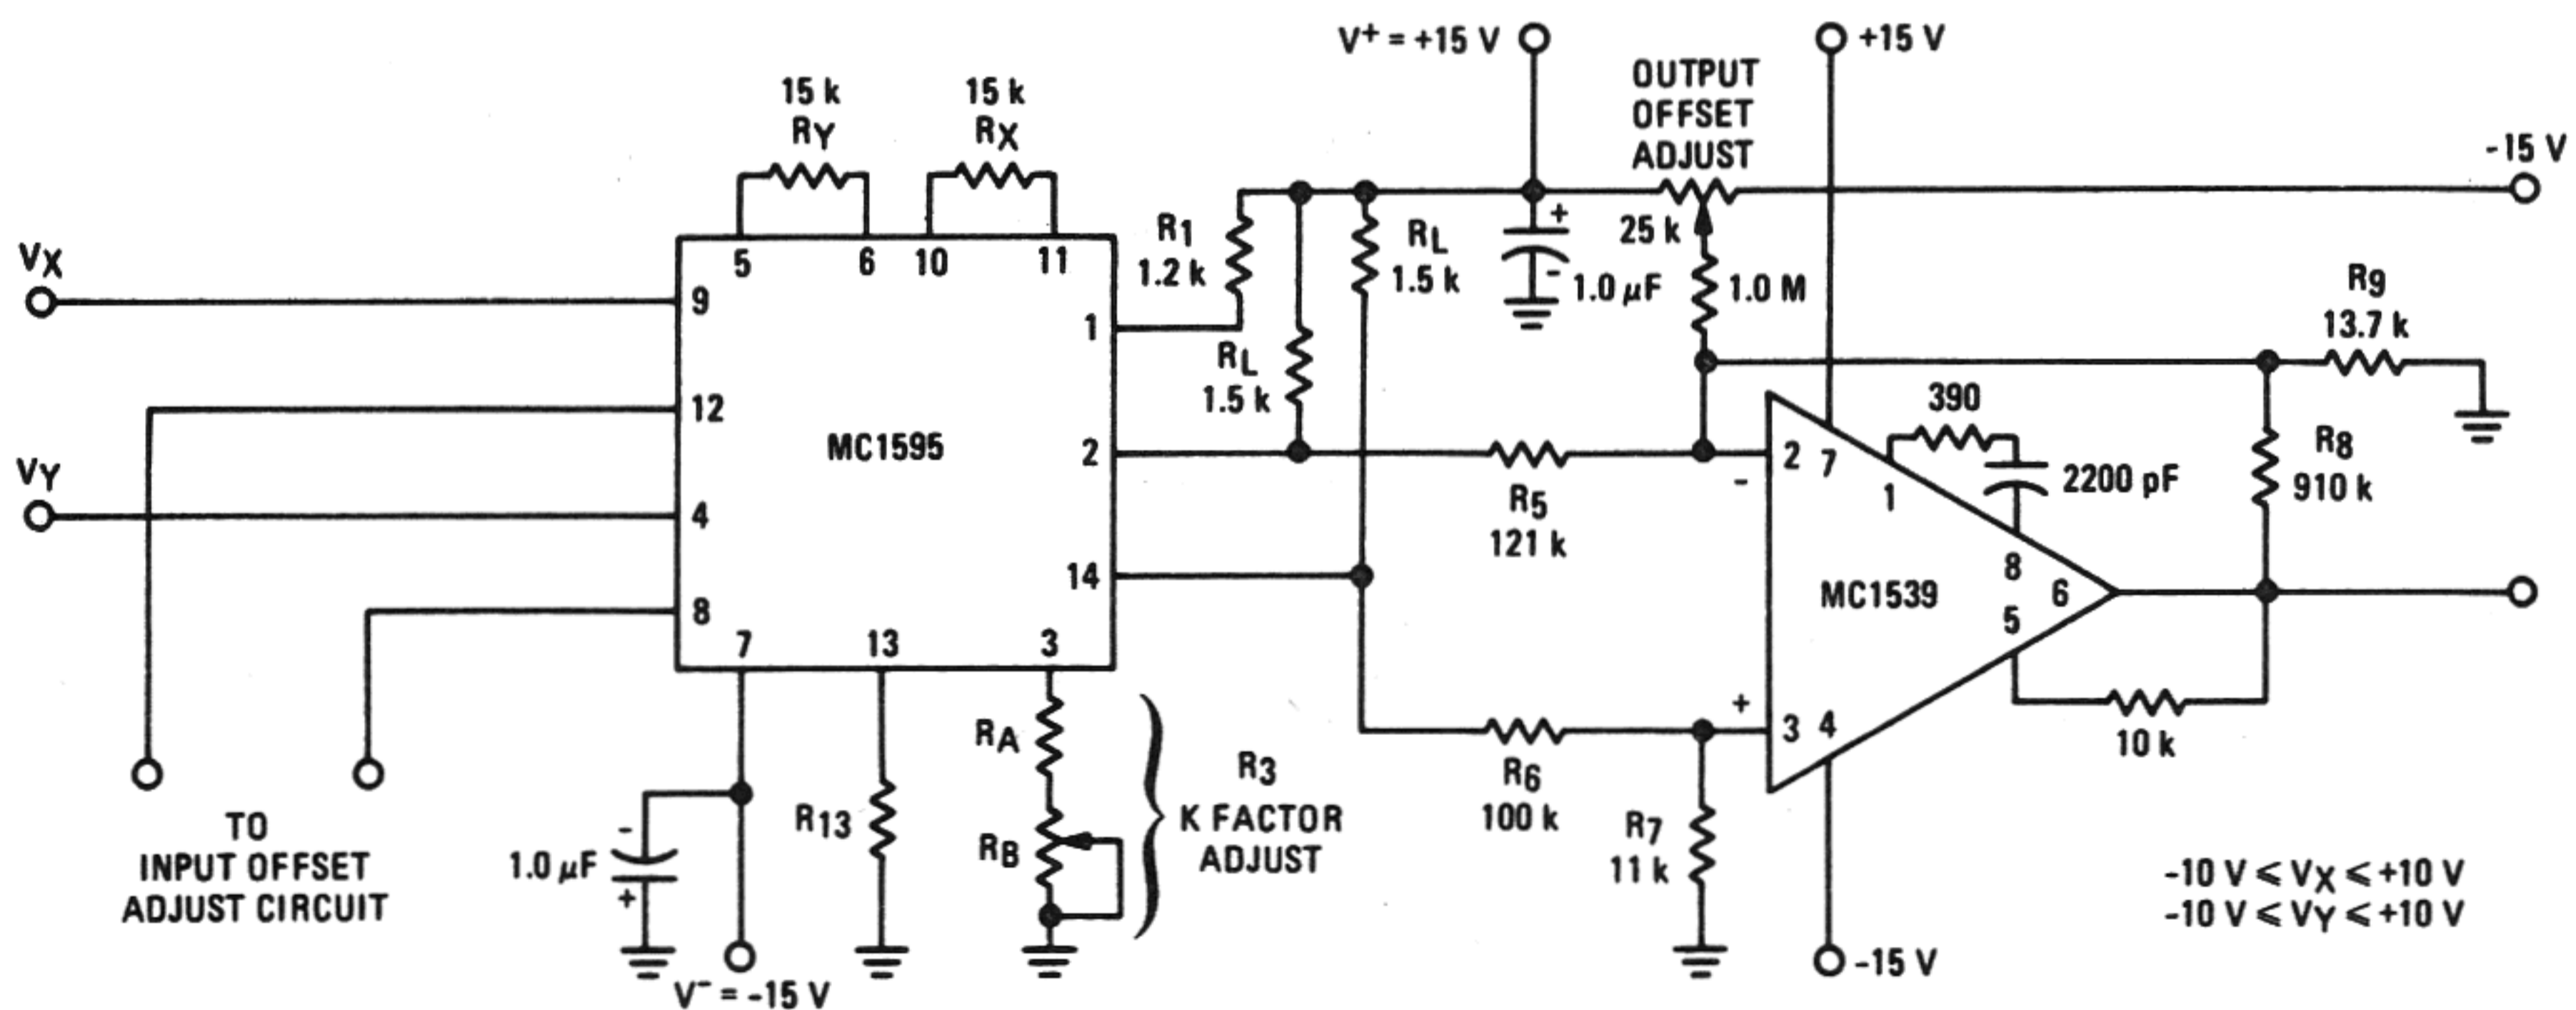 V+ = +15 V
+15 V
OUTPUT
OFFSET
ADJUST
-15 V
15 k
RY
15 k
RX
VX
5
6
10
11
9
R1
1.2 k
RL
1.5 k
25 k
1.0 µF
+
-
1.0 M
R9
13.7 k
1
RL
1.5 k
12
MC1595
2
VY
4
14
8
R5
121 k
-
2
7
390
1
2200 pF
R8
910 k
8
MC1539
6
5
7
13
3
RA
RB
R3
K FACTOR
ADJUST
R13
-
1.0 µF
+
TO
INPUT OFFSET
ADJUST CIRCUIT
V- = -15 V
R6
100 k
+
3
4
R7
11 k
10 k
-15 V
-10 V ⩽ VX ⩽ +10 V
-10 V ⩽ VY ⩽ +10 V